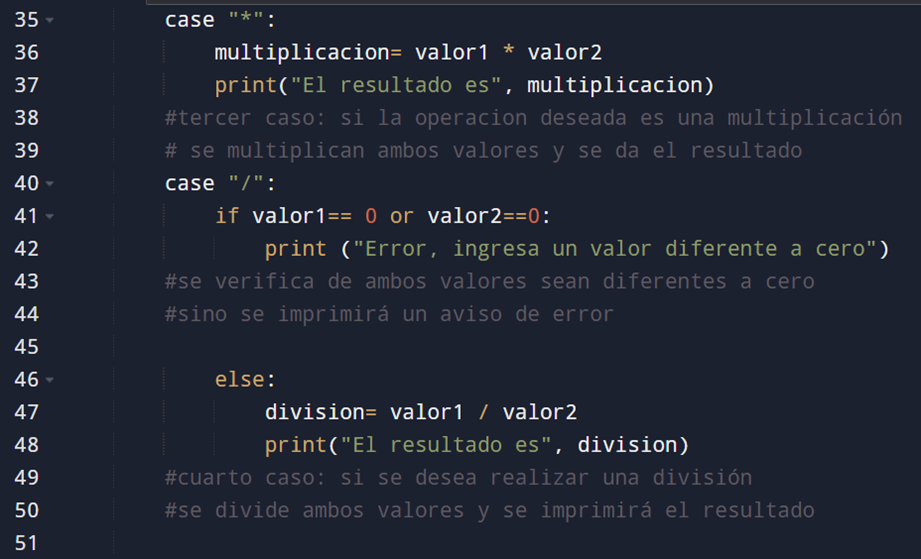 35 case "*":
36 multiplicacion= valor1 * valor2
37 print("El resultado es", multiplicacion)
38 #tercer caso: si la operacion deseada es una multiplicación
39 # se multiplican ambos valores y se da el resultado
40 case "/":
41 if valor1== 0 or valor2==0:
42 print ("Error, ingresa un valor diferente a cero")
43 #se verifica de ambos valores sean diferentes a cero
44 #sino se imprimirá un aviso de error
45
46 else:
47 division= valor1 / valor2
48 print("El resultado es", division)
49 #cuarto caso: si se desea realizar una división
50 #se divide ambos valores y se imprimirá el resultado
51